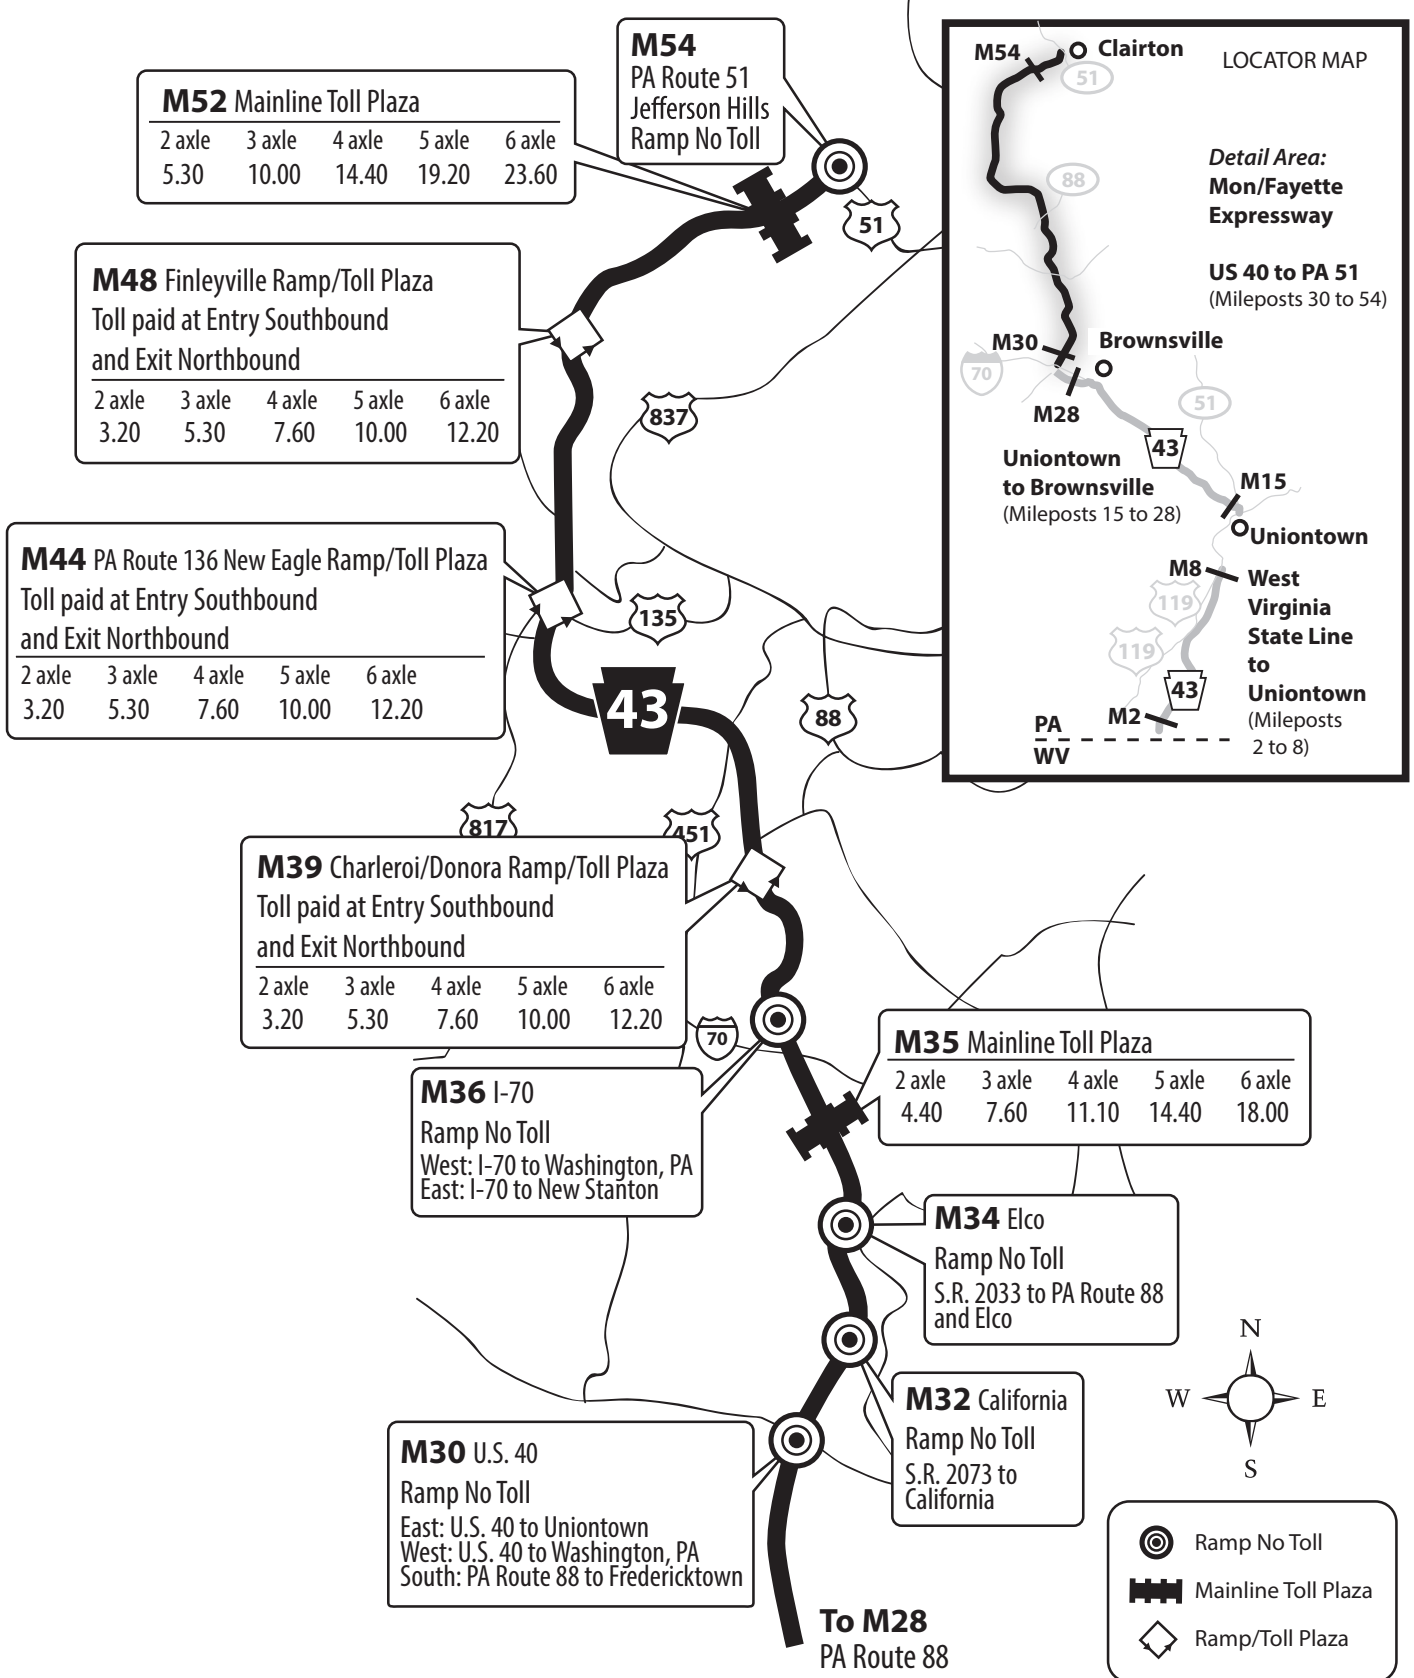 M54
PA Route 51
Jefferson Hills
Ramp No Toll
M52 Mainline Toll Plaza
2 axle 3 axle 4 axle 5 axle 6 axle
5.30 10.00 14.40 19.20 23.60
51
M48 Finleyville Ramp/Toll Plaza
Toll paid at Entry Southbound
and Exit Northbound
2 axle 3 axle 4 axle 5 axle 6 axle
3.20 5.30 7.60 10.00 12.20
837
M44 PA Route 136 New Eagle Ramp/Toll Plaza
Toll paid at Entry Southbound
and Exit Northbound
2 axle 3 axle 4 axle 5 axle 6 axle
3.20 5.30 7.60 10.00 12.20
135
43
88
817
451
M39 Charleroi/Donora Ramp/Toll Plaza
Toll paid at Entry Southbound
and Exit Northbound
2 axle 3 axle 4 axle 5 axle 6 axle
3.20 5.30 7.60 10.00 12.20
70
M36 I-70
Ramp No Toll
West: I-70 to Washington, PA
East: I-70 to New Stanton
M35 Mainline Toll Plaza
2 axle 3 axle 4 axle 5 axle 6 axle
4.40 7.60 11.10 14.40 18.00
M34 Elco
Ramp No Toll
S.R. 2033 to PA Route 88
and Elco
M32 California
Ramp No Toll
S.R. 2073 to
California
M30 U.S. 40
Ramp No Toll
East: U.S. 40 to Uniontown
West: U.S. 40 to Washington, PA
South: PA Route 88 to Fredericktown
To M28
PA Route 88
LOCATOR MAP
M54
Clairton
51
88
Detail Area:
Mon/Fayette
Expressway
US 40 to PA 51
(Mileposts 30 to 54)
M30
Brownsville
70
M28
51
43
Uniontown
to Brownsville
(Mileposts 15 to 28)
M15
Uniontown
M8
119
119
43
West
Virginia
State Line
to
Uniontown
(Mileposts
2 to 8)
M2
PA
WV
N
W E
S
Ramp No Toll
Mainline Toll Plaza
Ramp/Toll Plaza